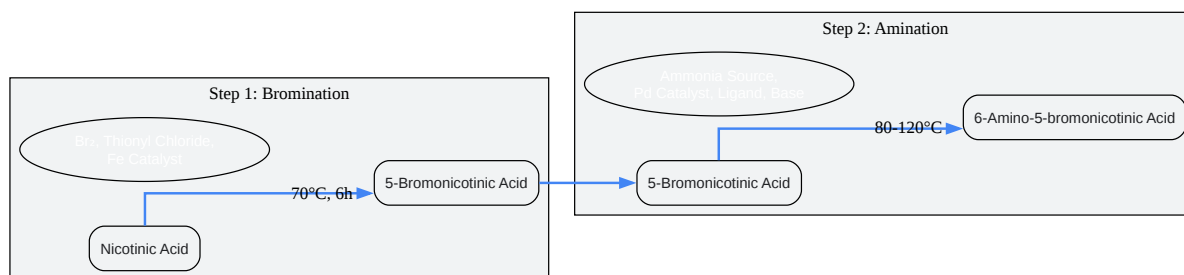 Step 1: Bromination
Br₂, Thionyl Chloride,
Fe Catalyst
70°C, 6h
5-Bromonicotinic Acid
Nicotinic Acid
Step 2: Amination
Ammonia Source,
Pd Catalyst, Ligand, Base
80-120°C
6-Amino-5-bromonicotinic Acid
5-Bromonicotinic Acid